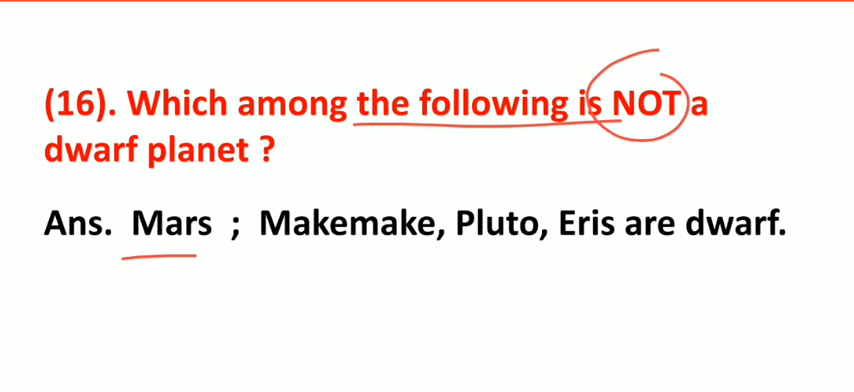 (16). Which among the following is NOT a
dwarf planet ?
Ans.  Mars  ;  Makemake, Pluto, Eris are dwarf.